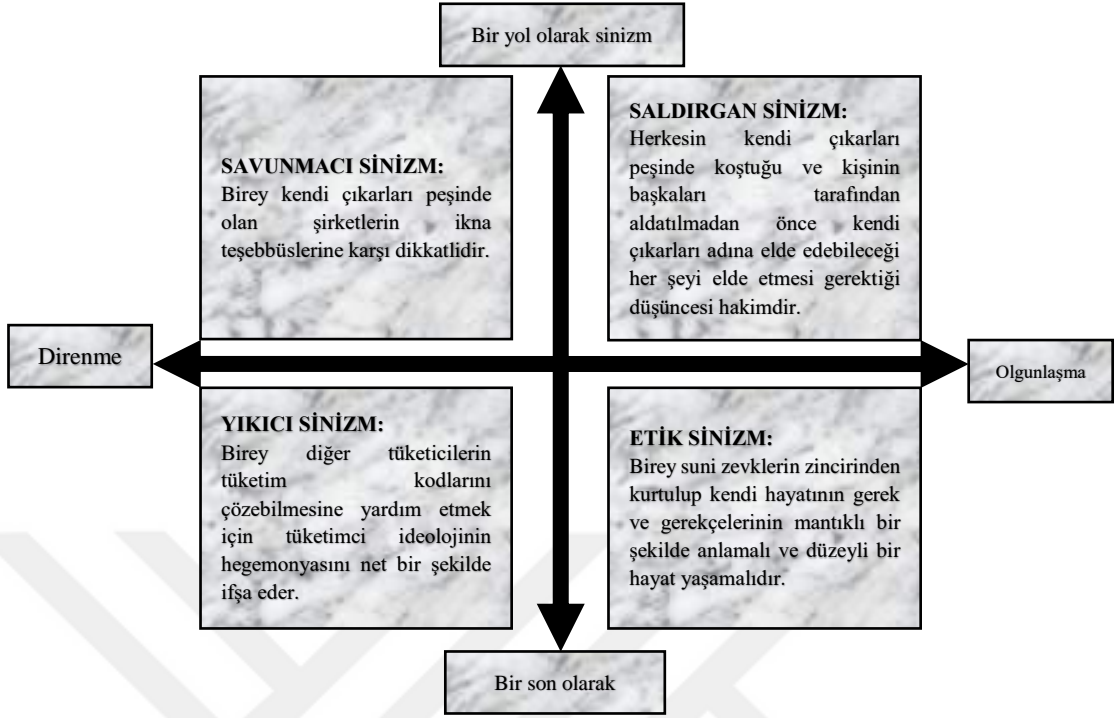 Bir yol olarak sinizm
SAVUNMACI SİNİZM:
Birey kendi çıkarları peşinde
olan şirketlerin ikna
teşebbüslerine karşı dikkatlidir.
SALDIRGAN SİNİZM:
Herkesin kendi çıkarları
peşinde koştuğu ve kişinin
başkaları tarafından
aldatılmadan önce kendi
çıkarları adına elde edebileceği
her şeyi elde etmesi gerektiği
düşüncesi hakimdir.
Direnme
Olgunlaşma
YIKICI SİNİZM:
Birey diğer tüketicilerin
tüketim kodlarını
çözebilmesine yardım etmek
için tüketimci ideolojinin
hegemonyasını net bir şekilde
ifşa eder.
ETİK SİNİZM:
Birey suni zevklerin zincirinden
kurtulup kendi hayatının gerek
ve gerekçelerinin mantıklı bir
şekilde anlamalı ve düzeyli bir
hayat yaşamalıdır.
Bir son olarak